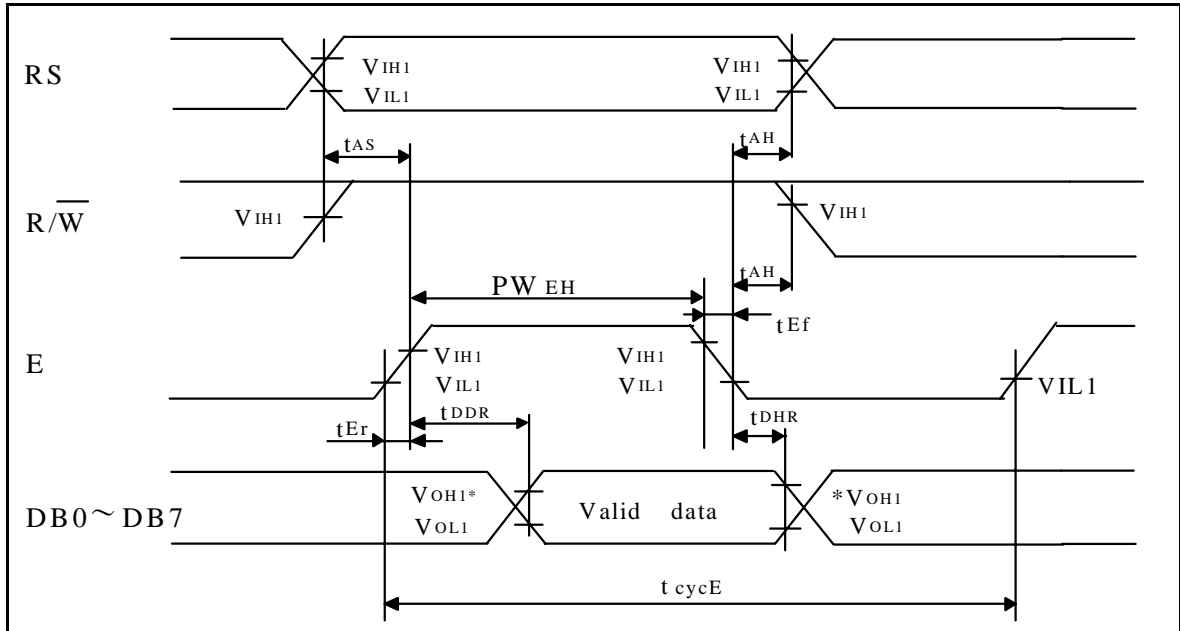 RS
VIH1
VIL1
VIH1
VIL1
tAS
tAH
R/W̅
VIH1
VIH1
PW EH
tAH
tEf
E
VIH1
VIL1
VIH1
VIL1
VIL1
tEr
tDDR
tDHR
DB0～DB7
VOH1*
VOL1
Valid data
*VOH1
VOL1
t cycE